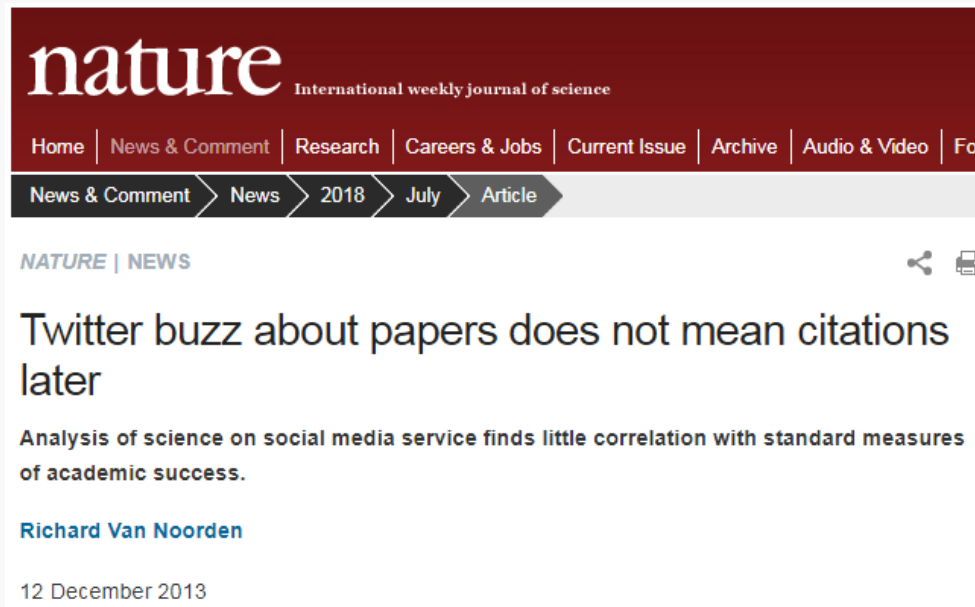 nature International weekly journal of science
Home News & Comment Research Careers & Jobs Current Issue Archive Audio & Video
News & Comment News 2018 July Article
NATURE | NEWS
Twitter buzz about papers does not mean citations
later
Analysis of science on social media service finds little correlation with standard measures
of academic success.
Richard Van Noorden
12 December 2013